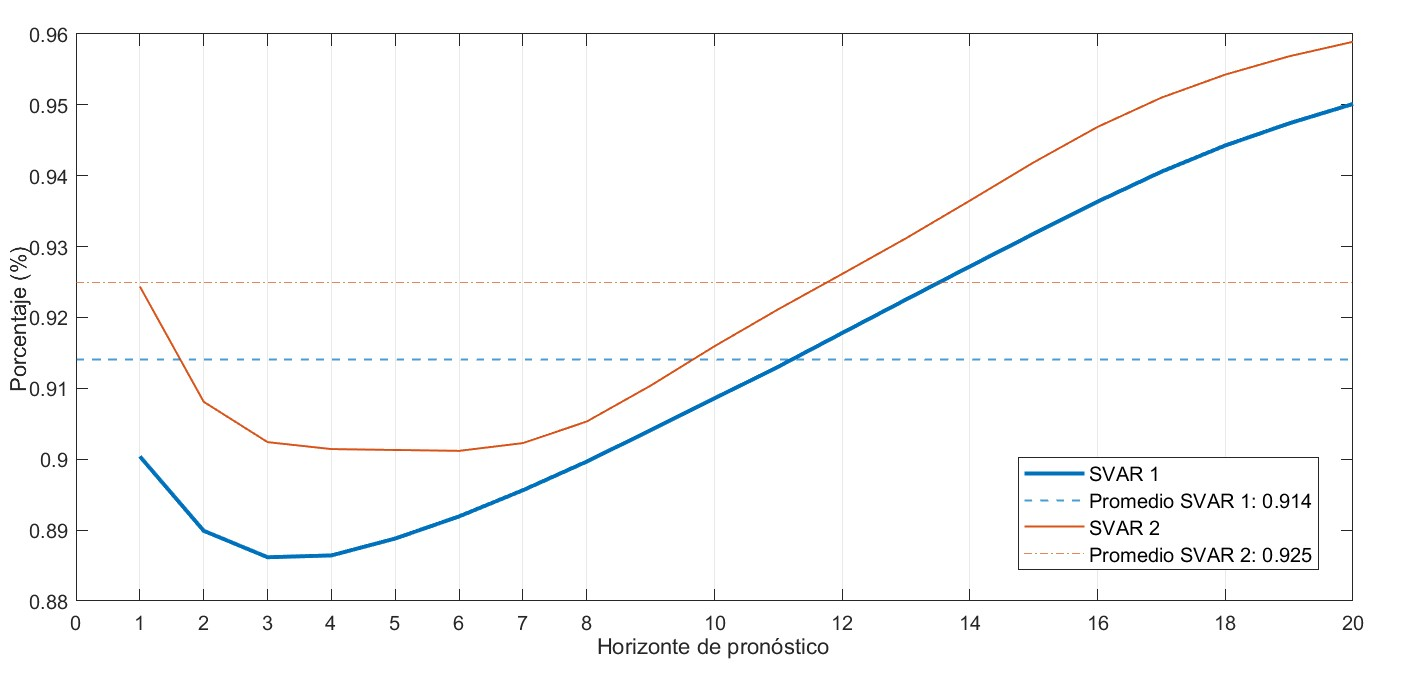 0.96
0.95
0.94
0.93
0.92
0.91
0.9
0.89
0.88
Porcentaje (%)
0 1 2 3 4 5 6 7 8 10 12 14 16 18 20
Horizonte de pronóstico
SVAR 1
Promedio SVAR 1: 0.914
SVAR 2
Promedio SVAR 2: 0.925